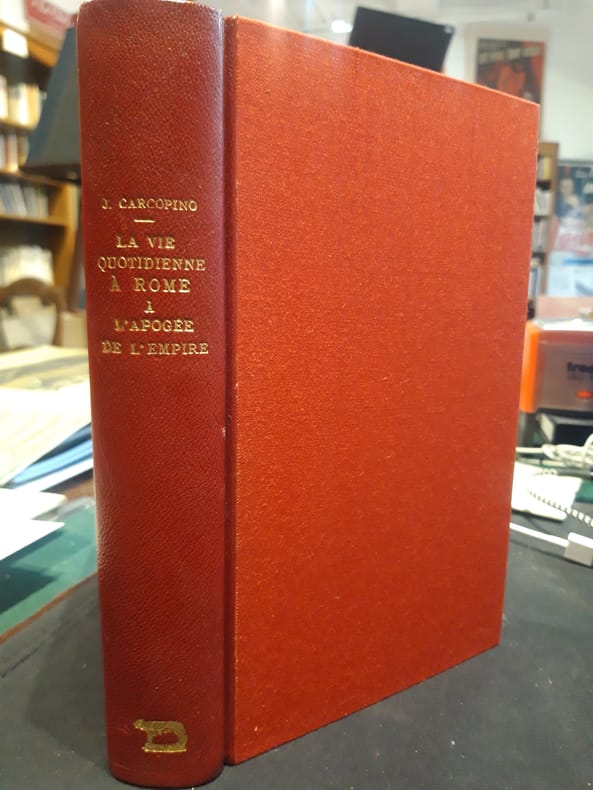 J. CARCOPINO
LA VIE
QUOTIDIENNE
À ROME
À
L'APOGÉE
DE L'EMPIRE